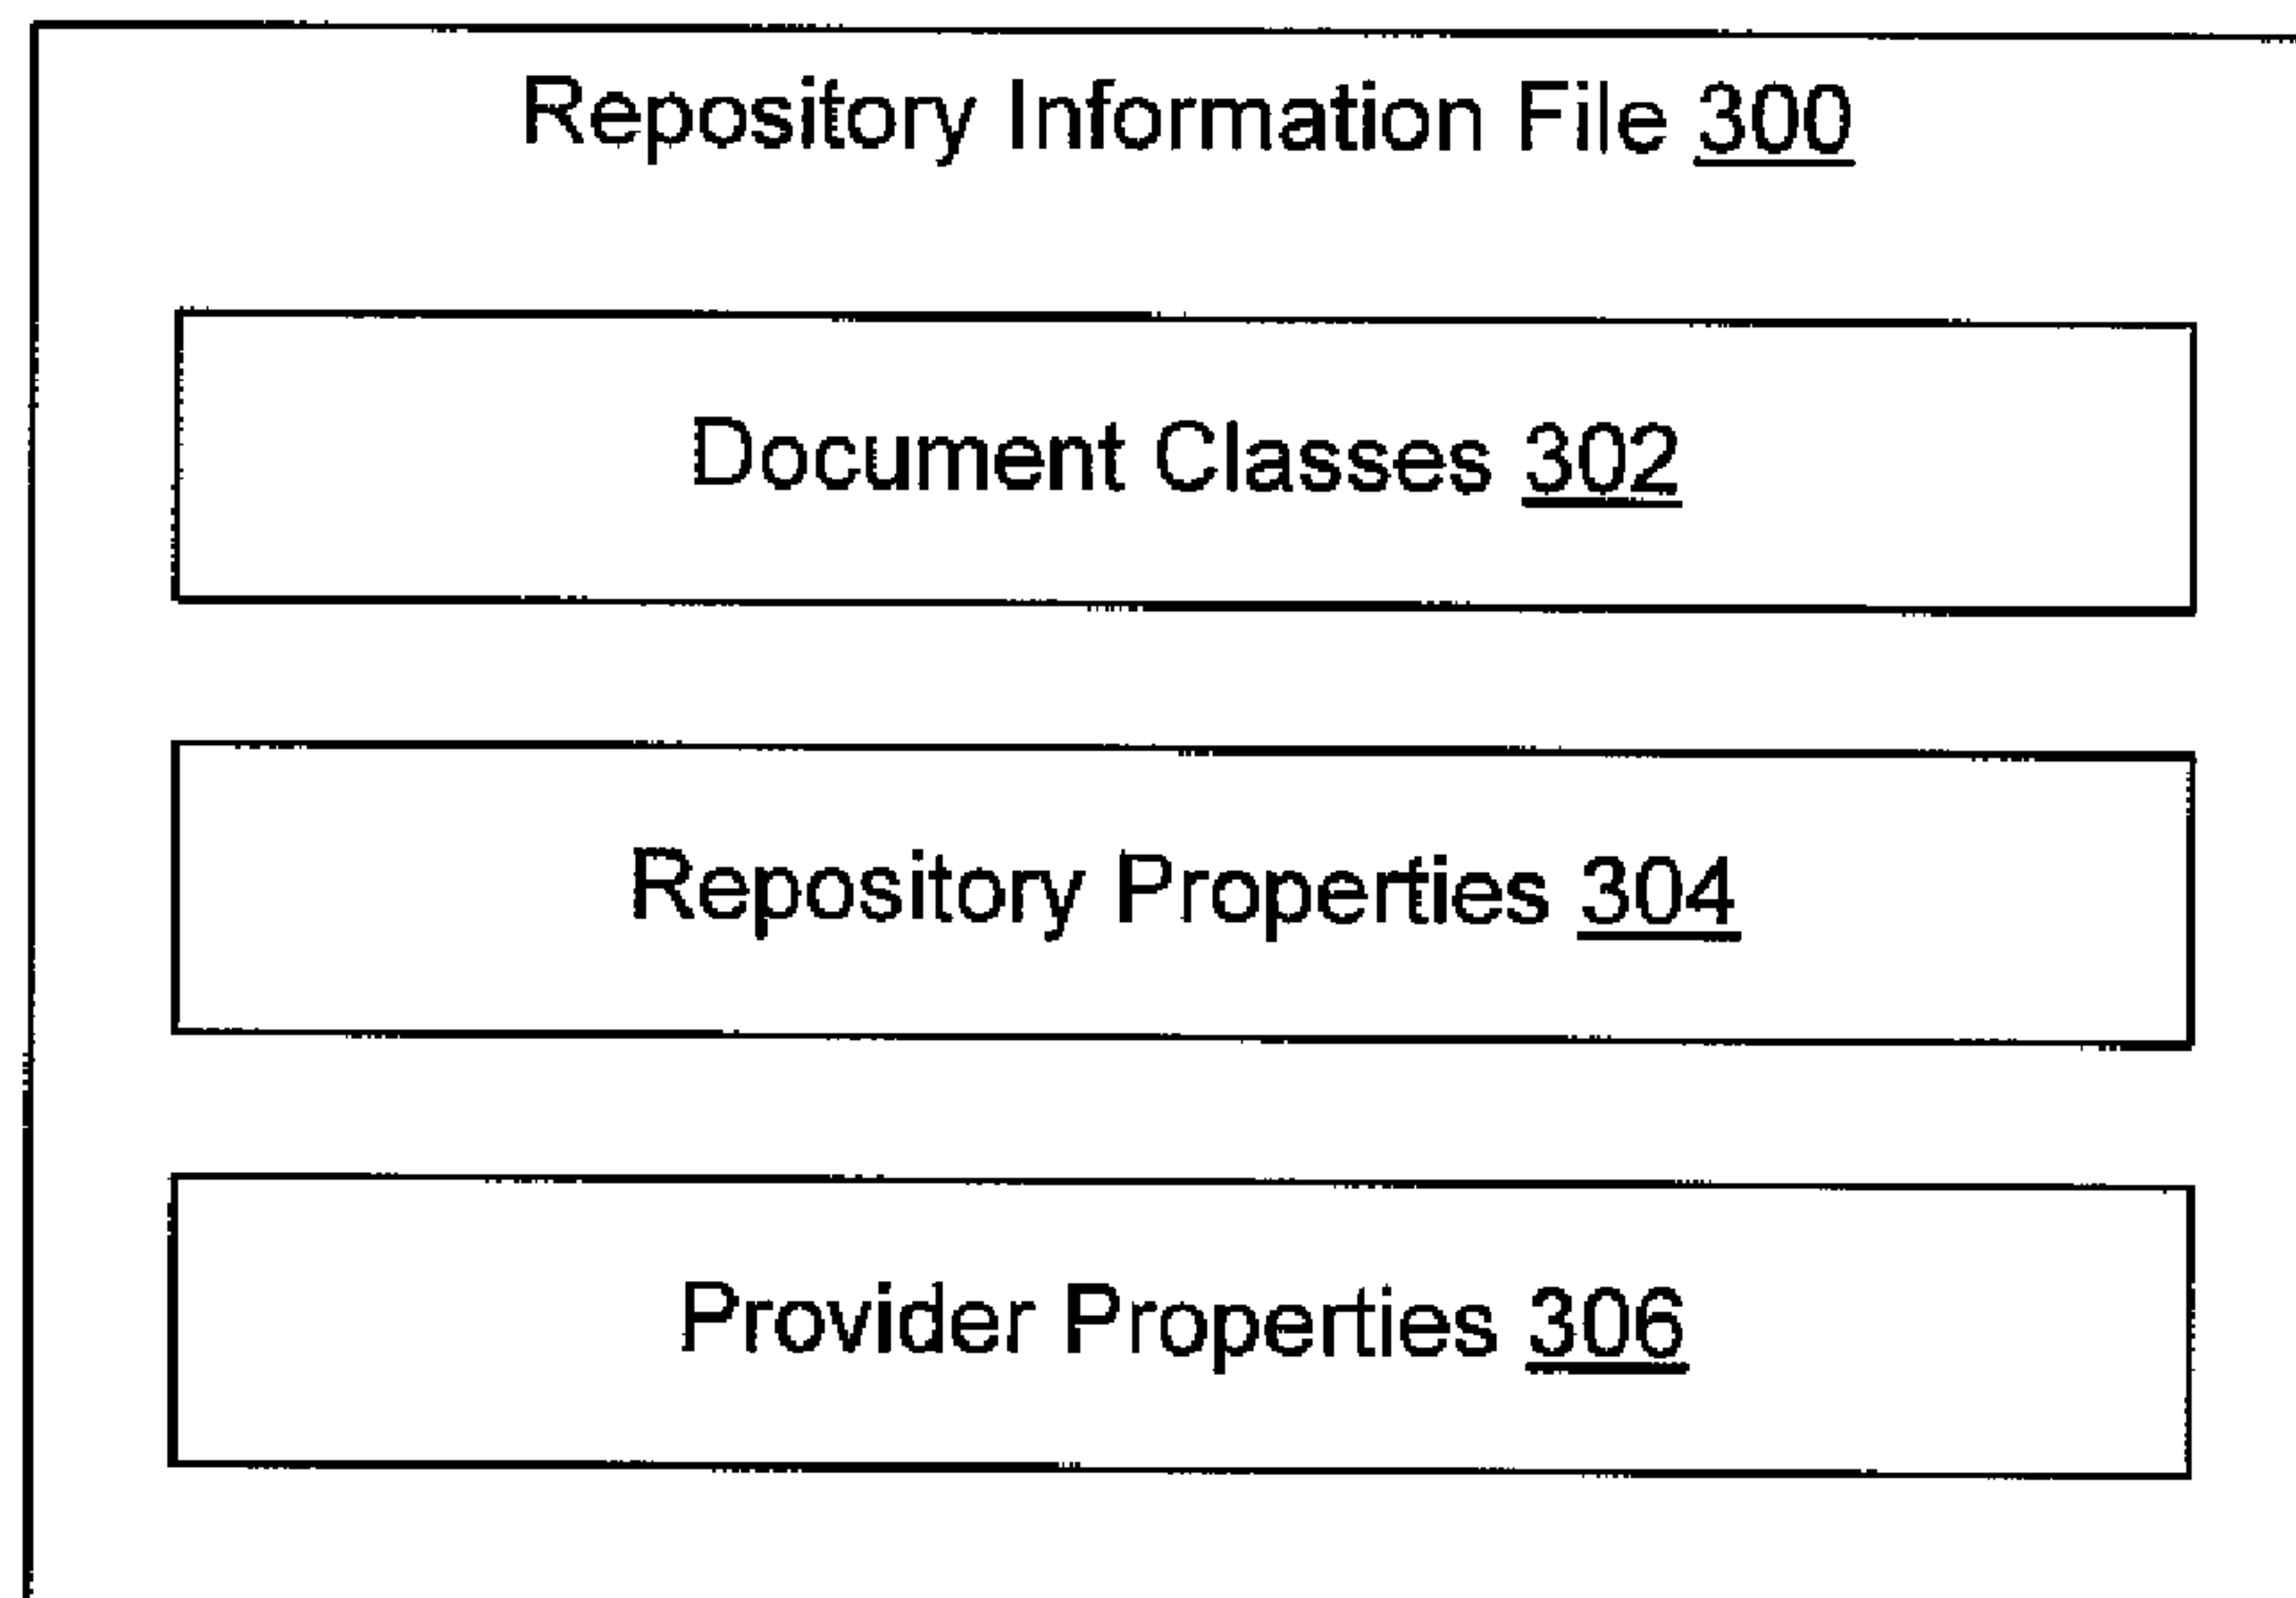 Repository Information File 300
Document Classes 302
Repository Properties 304
Provider Properties 306